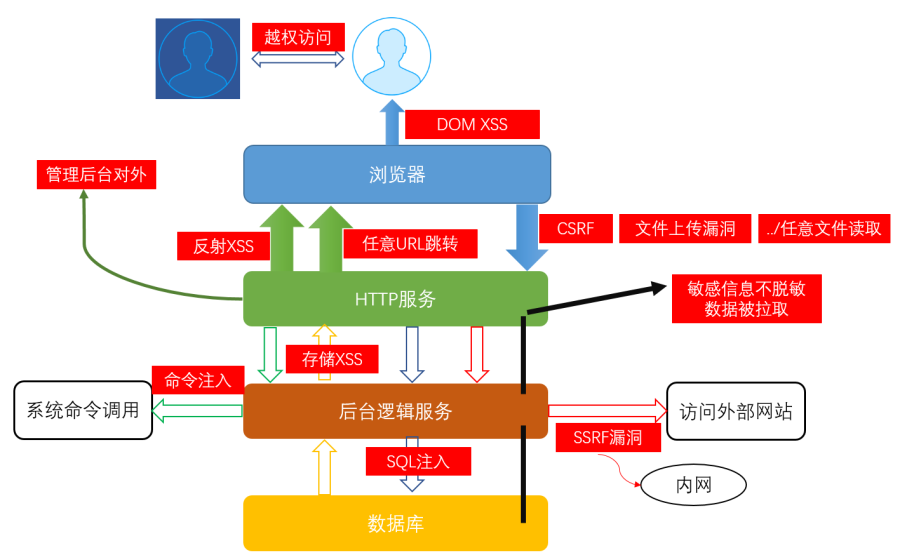 越权访问
DOM XSS
浏览器
管理后台对外
反射XSS
任意URL跳转
CSRF
文件上传漏洞
../任意文件读取
HTTP服务
敏感信息不脱敏
数据被拉取
存储XSS
命令注入
系统命令调用
后台逻辑服务
访问外部网站
SSRF漏洞
SQL注入
内网
数据库